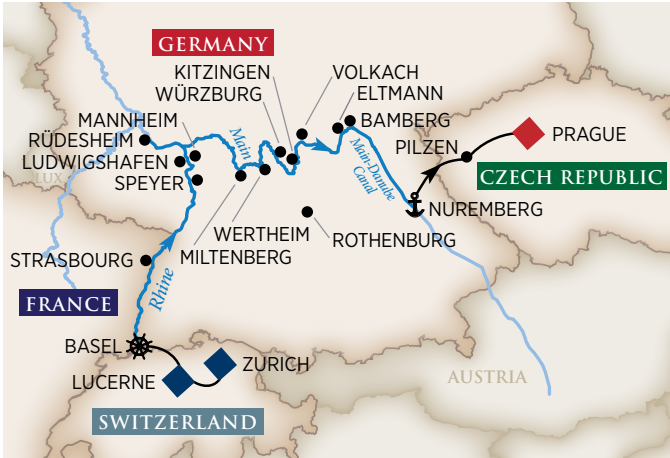 GERMANY
KITZINGEN
VOLKACH
WÜRZBURG
ELTMANN
MANNHEIM
BAMBERG
RÜDESHEIM
Main
PILZEN
PRAGUE
LUDWIGSHAFEN
LUX
SPEYER
Main-Danube
Canal
CZECH REPUBLIC
NUREMBERG
WERTHEIM
ROTHENBURG
MILTENBERG
STRASBOURG
Rhine
FRANCE
BASEL
ZURICH
LUCERNE
AUSTRIA
SWITZERLAND